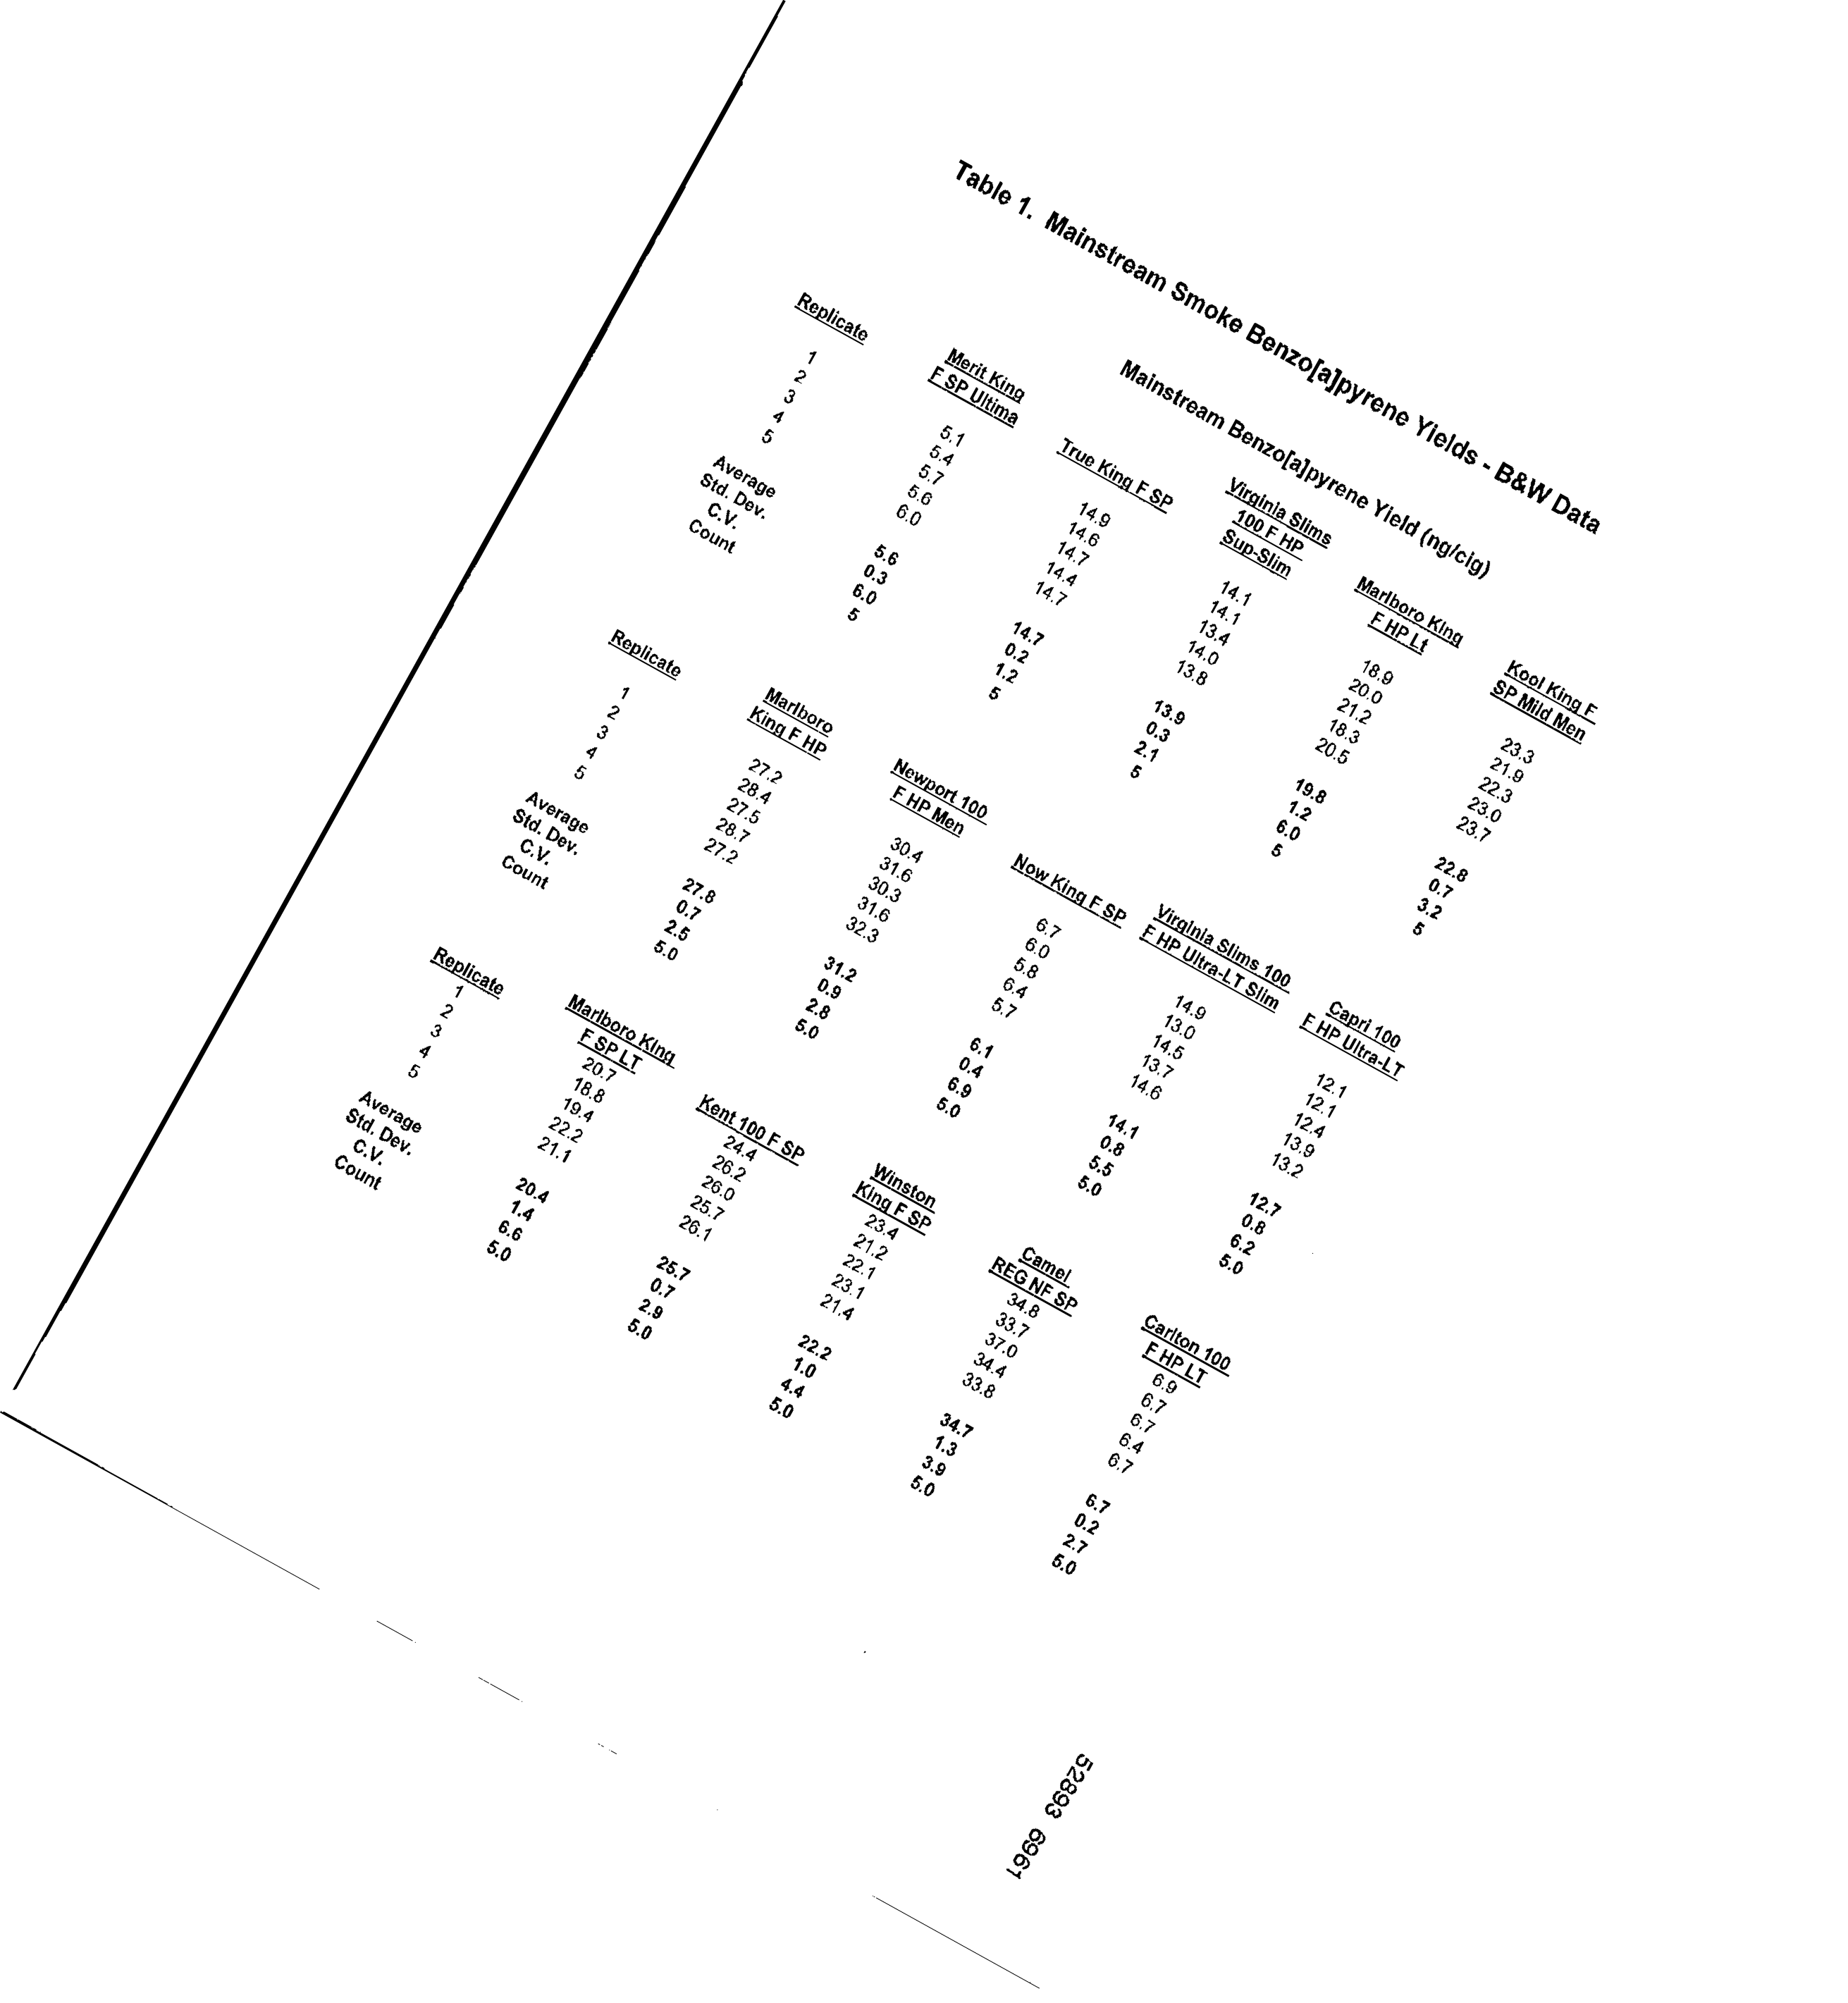 Table 1. Mainstream Smoke Benzo[a]pyrene Yields - B&W Data
Mainstream Benzo[a]pyrene Yield (ng/cig)
Replicate Merit King F SP Ultima True King F SP Virginia Slims 100 F HP Sup-Slim Marlboro King F HP Lt Kool King F SP Mild Men
1 5.1 14.9 14.1 18.9 23.3
2 5.4 14.6 14.1 20.0 21.9
3 5.7 14.7 13.4 21.2 22.3
4 5.6 14.4 14.0 18.3 23.0
5 6.0 14.7 13.8 20.5 23.7
Average 5.6 14.7 13.9 19.8 22.8
Std. Dev. 0.3 0.2 0.3 1.2 0.7
C.V. 6.0 1.2 2.1 6.0 3.2
Count 5 5 5 5 5
Replicate Marlboro King F HP Newport 100 F HP Men Now King F SP Virginia Slims 100 F HP Ultra-LT Slim Capri 100 F HP Ultra-LT
1 27.2 30.4 6.7 14.9 12.1
2 28.4 31.6 6.0 13.0 12.1
3 27.5 30.3 5.8 14.5 12.4
4 28.7 31.6 6.4 13.7 13.9
5 27.2 32.3 5.7 14.6 13.2
Average 27.8 31.2 6.1 14.1 12.7
Std. Dev. 0.7 0.9 0.4 0.8 0.8
C.V. 2.5 2.8 6.9 5.5 6.2
Count 5.0 5.0 5.0 5.0 5.0
Replicate Marlboro King F SP LT Kent 100 F SP Winston King F SP Camel REG NF SP Carlton 100 F HP LT
1 20.7 24.4 23.4 34.8 6.9
2 18.8 26.2 21.2 33.7 6.7
3 19.4 26.0 22.1 37.0 6.7
4 22.2 25.7 23.1 34.4 6.4
5 21.1 26.1 21.4 33.8 6.7
Average 20.4 25.7 22.2 34.7 6.7
Std. Dev. 1.4 0.7 1.0 1.3 0.2
C.V. 6.6 2.9 4.4 3.9 2.7
Count 5.0 5.0 5.0 5.0 5.0
52893 6961